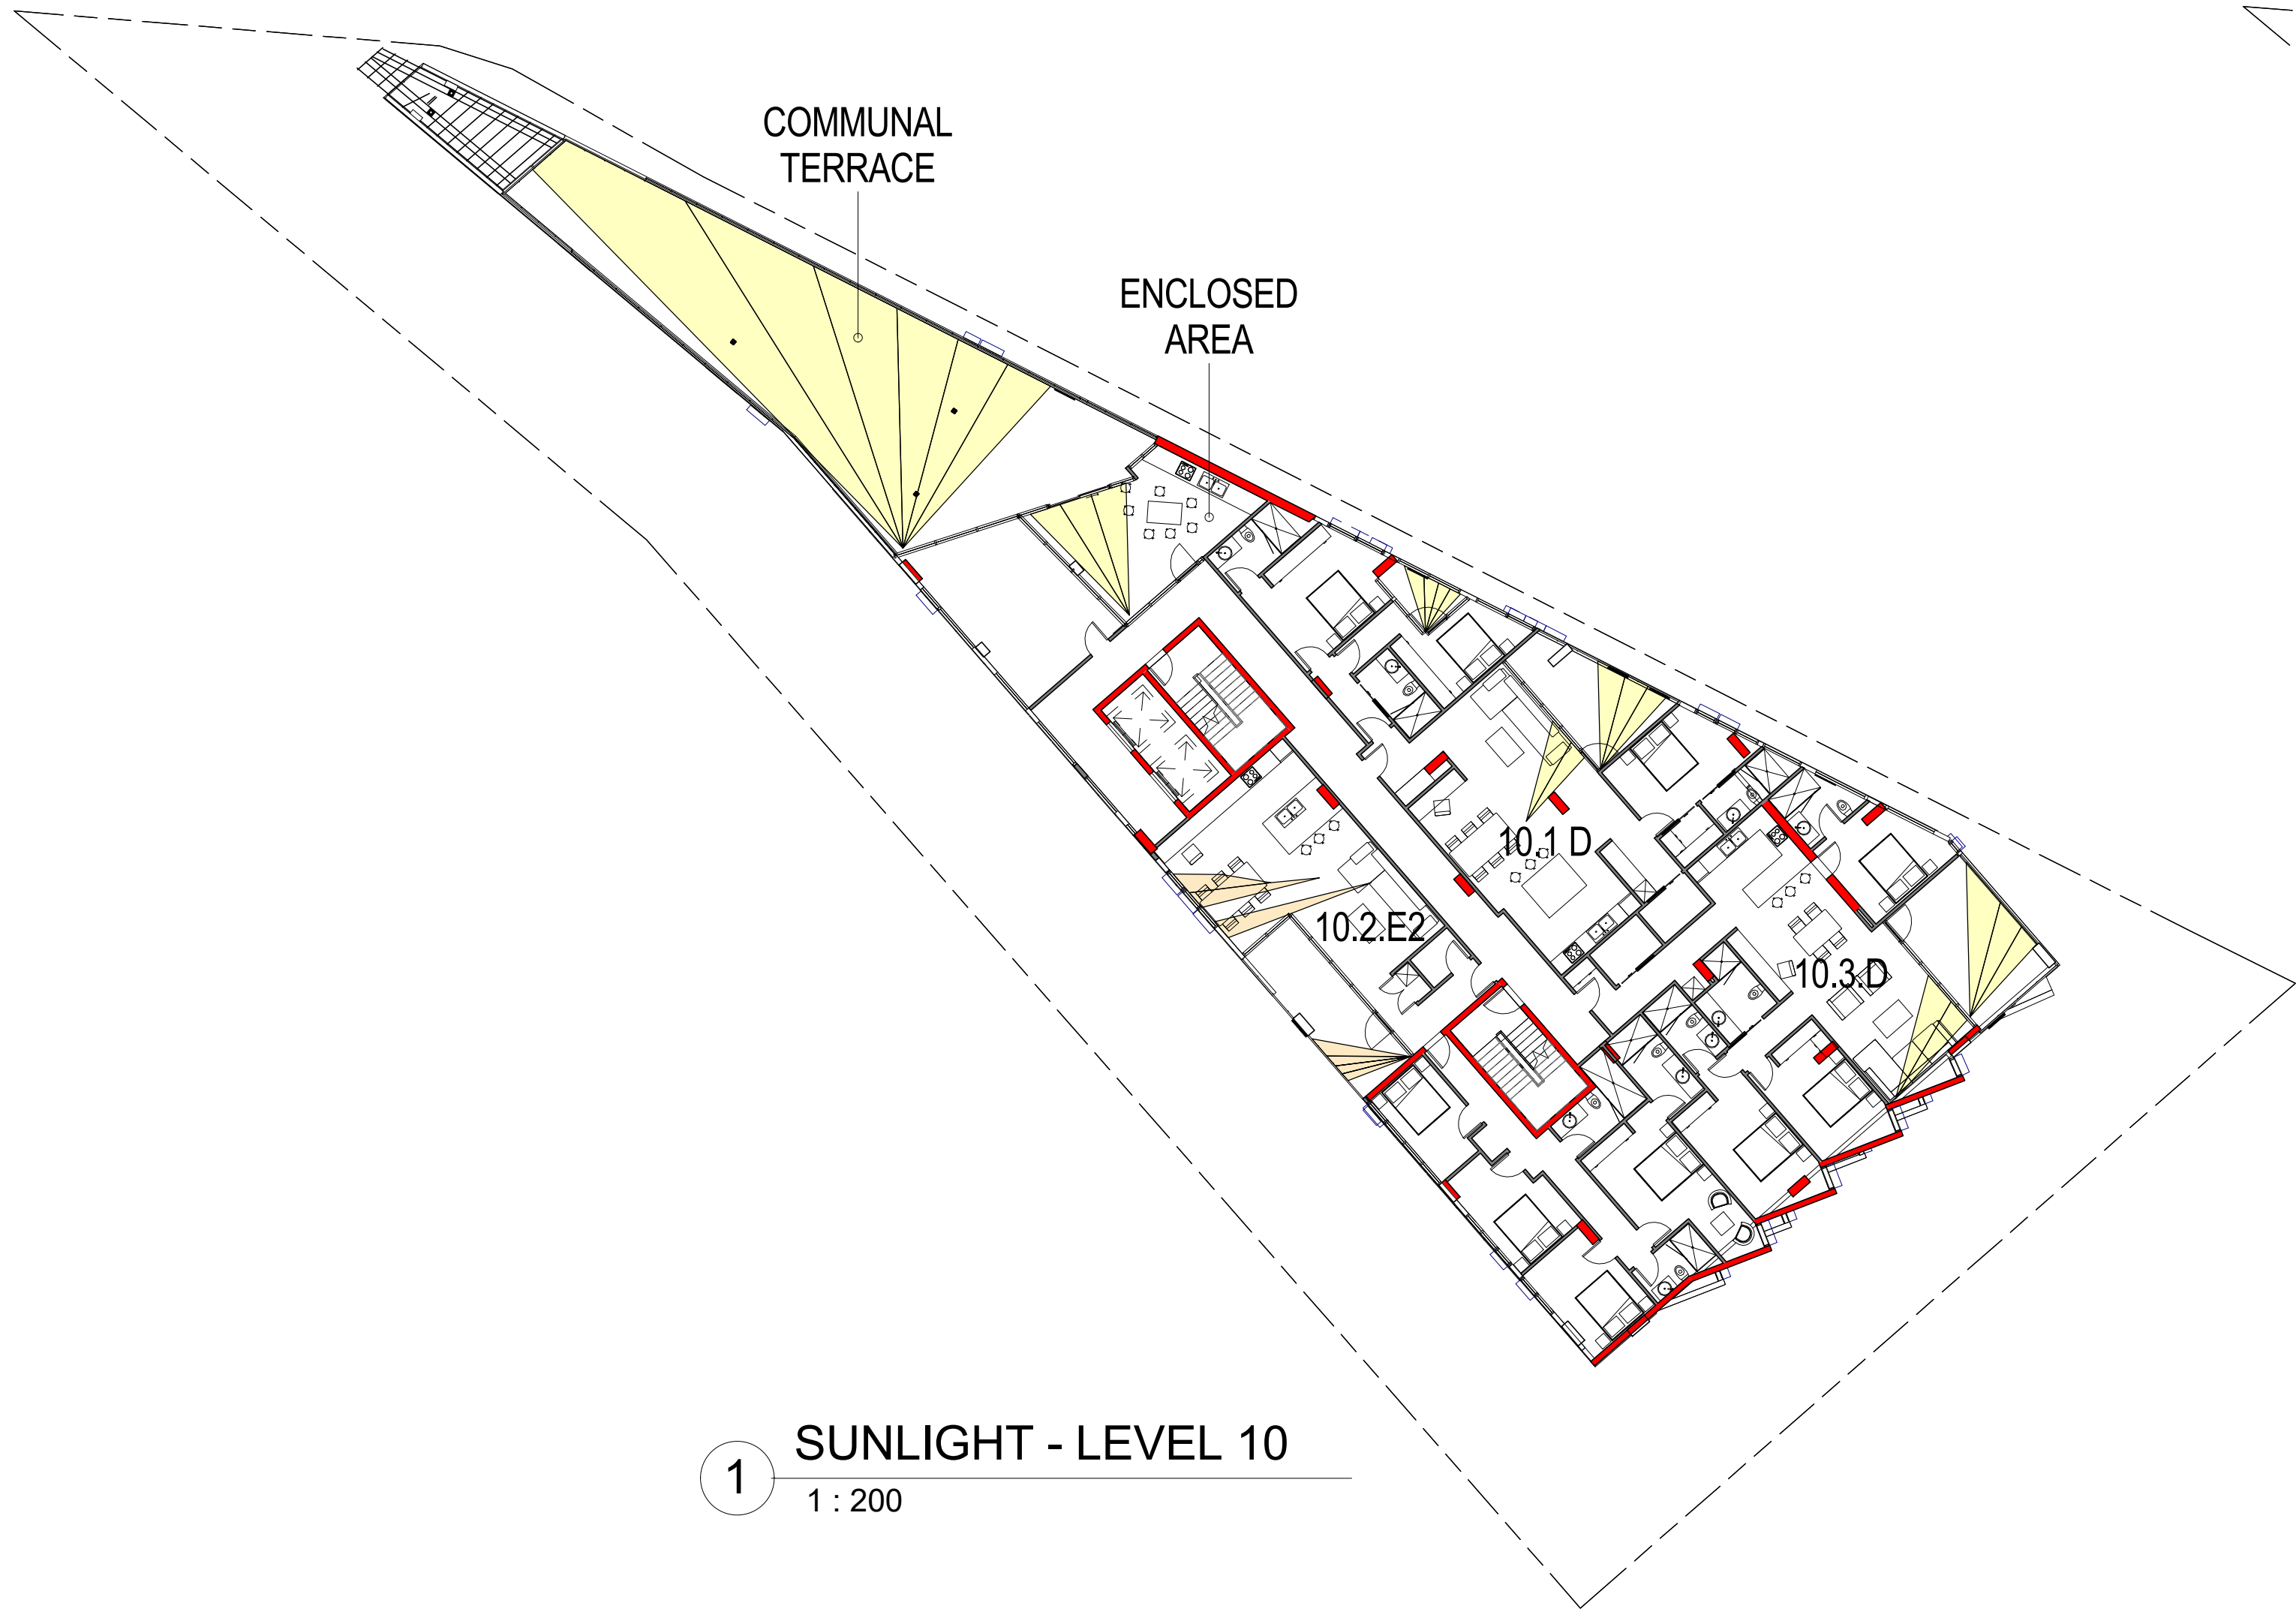 COMMUNAL
TERRACE
ENCLOSED
AREA
10.1 D
10.2.E2
10.3.D
1
SUNLIGHT - LEVEL 10
1 : 200